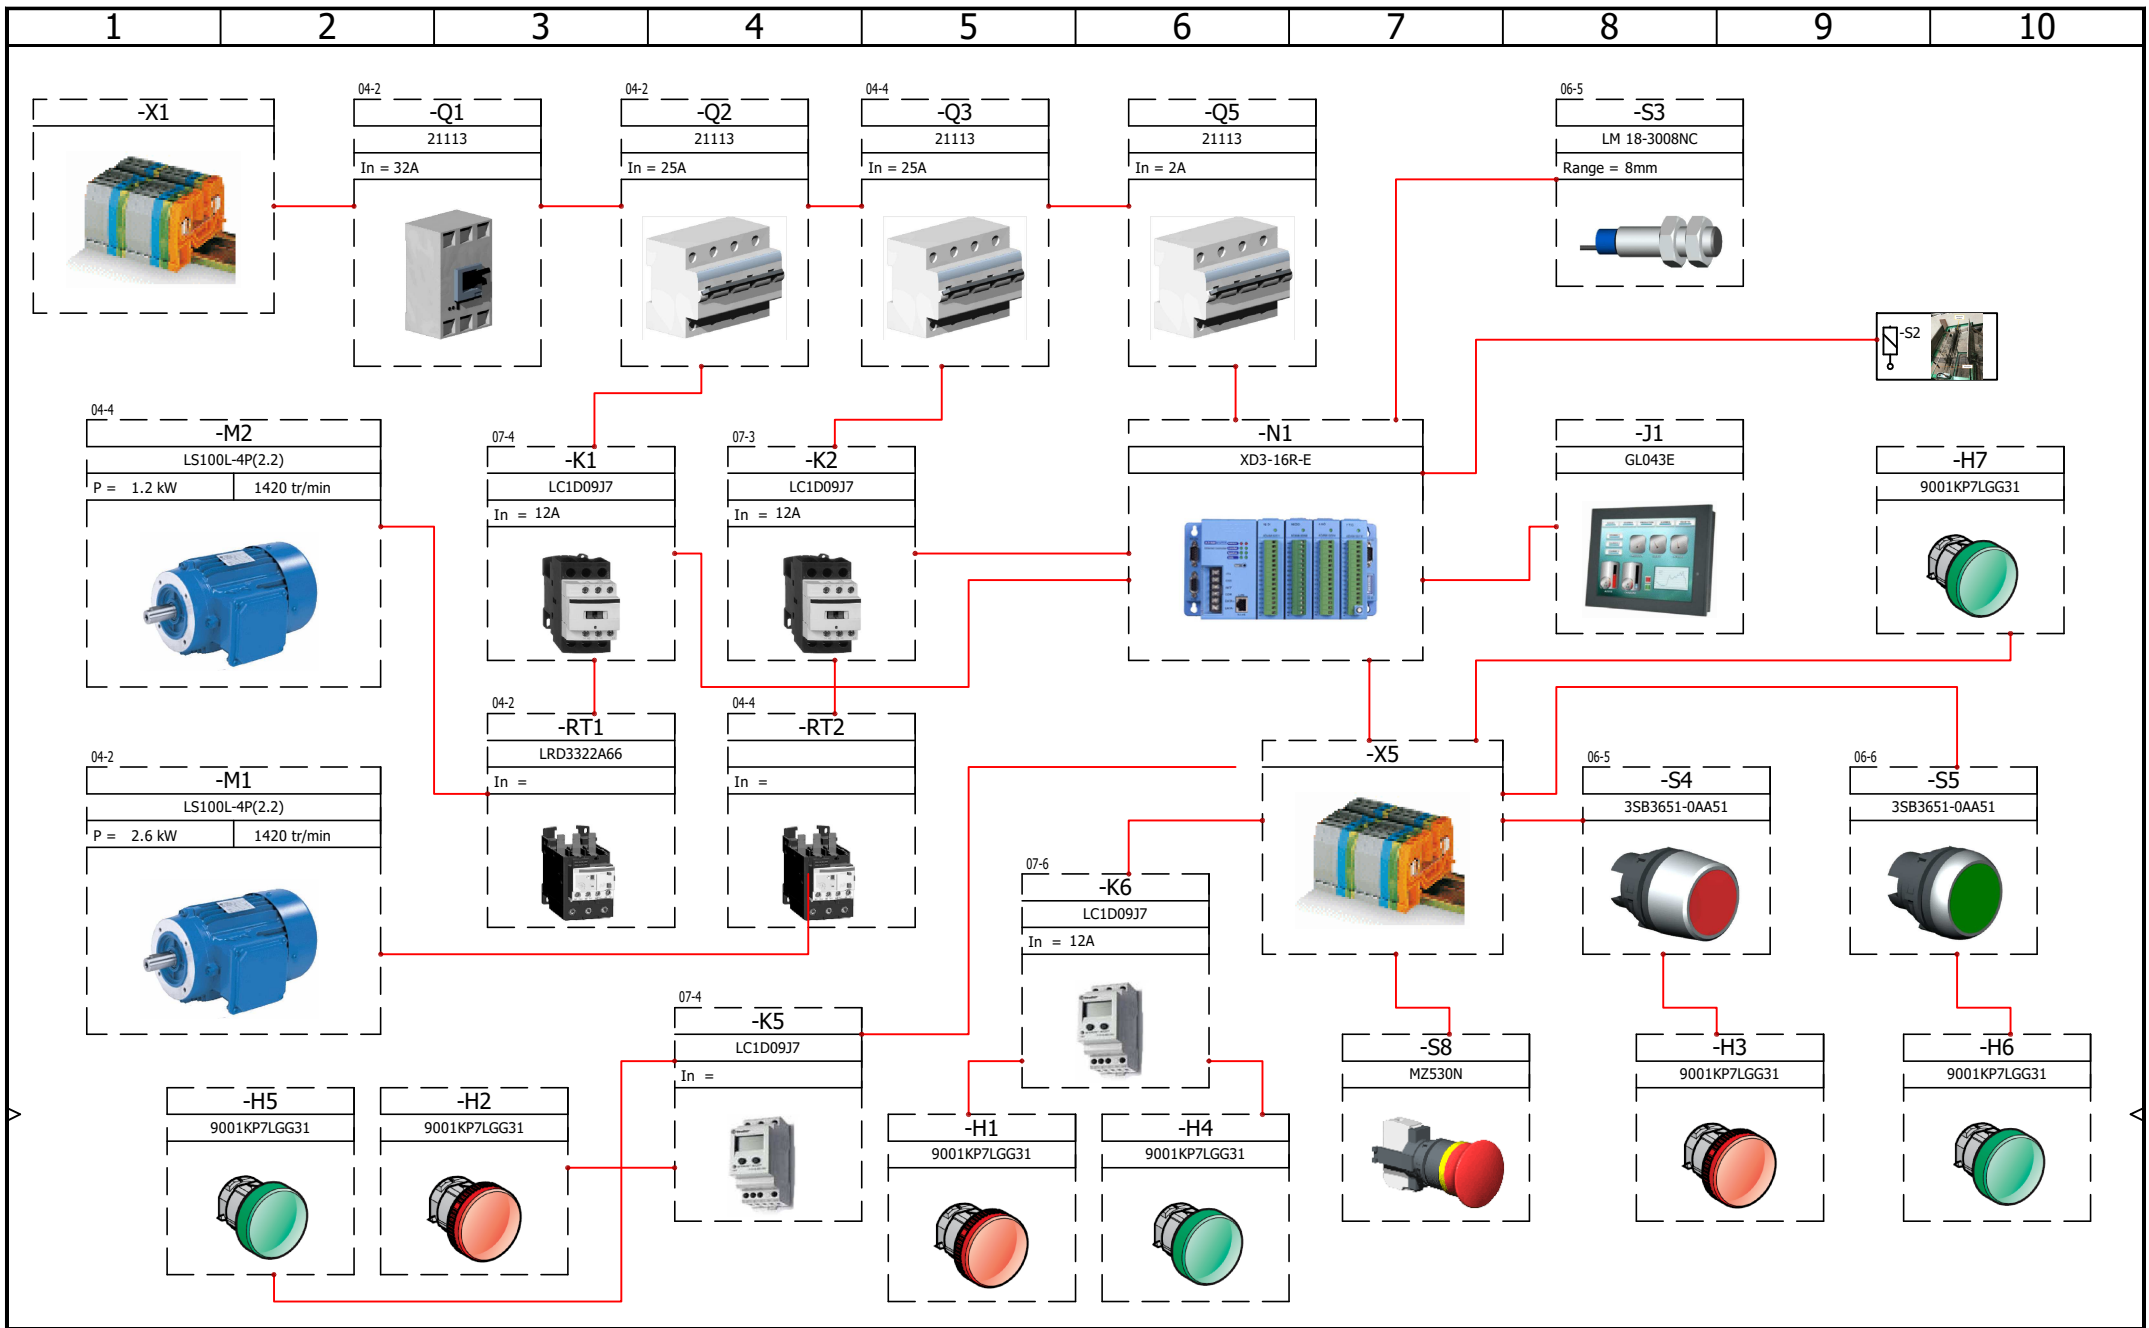 1 2 3 4 5 6 7 8 9 10
-X1
04-2
-Q1
21113
In = 32A
04-2
-Q2
21113
In = 25A
04-4
-Q3
21113
In = 25A
-Q5
21113
In = 2A
06-5
-S3
LM 18-3008NC
Range = 8mm
-S2
04-4
-M2
LS100L-4P(2.2)
P = 1.2 kW 1420 tr/min
07-4
-K1
LC1D09J7
In = 12A
07-3
-K2
LC1D09J7
In = 12A
-N1
XD3-16R-E
-J1
GL043E
-H7
9001KP7LGG31
04-2
-M1
LS100L-4P(2.2)
P = 2.6 kW 1420 tr/min
04-2
-RT1
LRD3322A66
In =
04-4
-RT2
In =
-X5
06-5
-S4
3SB3651-0AA51
06-6
-S5
3SB3651-0AA51
07-6
-K6
LC1D09J7
In = 12A
07-4
-K5
LC1D09J7
In =
-S8
MZ530N
-H3
9001KP7LGG31
-H6
9001KP7LGG31
-H5
9001KP7LGG31
-H2
9001KP7LGG31
-H1
9001KP7LGG31
-H4
9001KP7LGG31